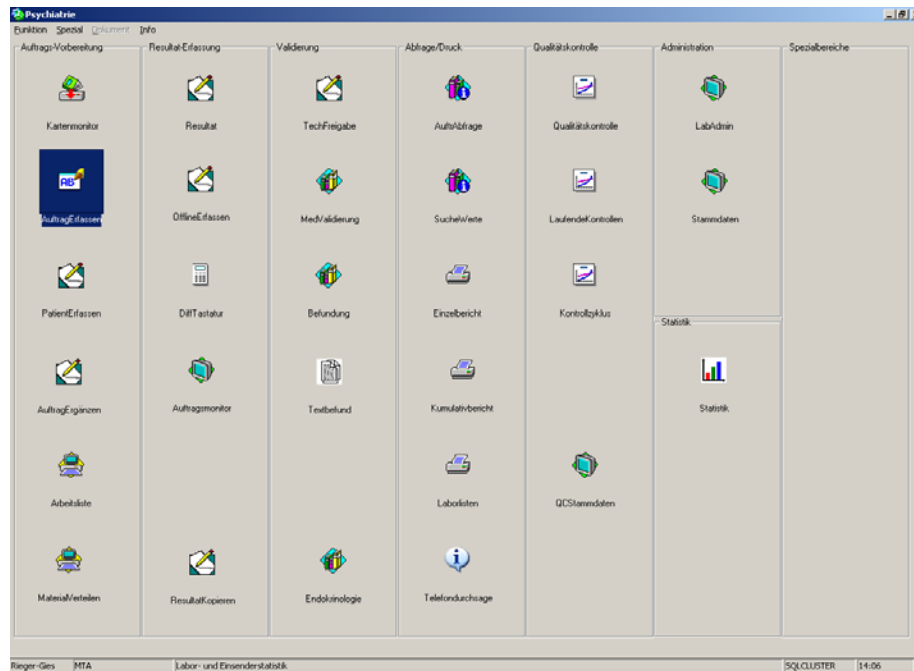 Psychiatrie
Funktion Spezial Dokument Info
Auftrags-Vorbereitung Resultat-Erfassung Validierung Abfrage/Druck Qualitätskontrolle Administration Spezialbereiche
Kartenmonitor Resultat TechFreigabe AuftsAbfrage Qualitätskontrolle LabAdmin
AuftragErfassen OfflineErfassen MedValidierung SucheWerte LaufendeKontrollen Stammdaten
PatientErfassen DiffTastatur Befundung Einzelbericht Kontrollzyklus
Statistik
AuftragErgänzen Auftragsmonitor Textbefund Kumulativbericht Statistik
Arbeitsliste Laborlisten QCStammdaten
MaterialVerteilen ResultatKopieren Endokrinologie Telefondurchsage
Rieger-Gies MTA Labor- und Einsenderstatistik SQLCLUSTER 14:06